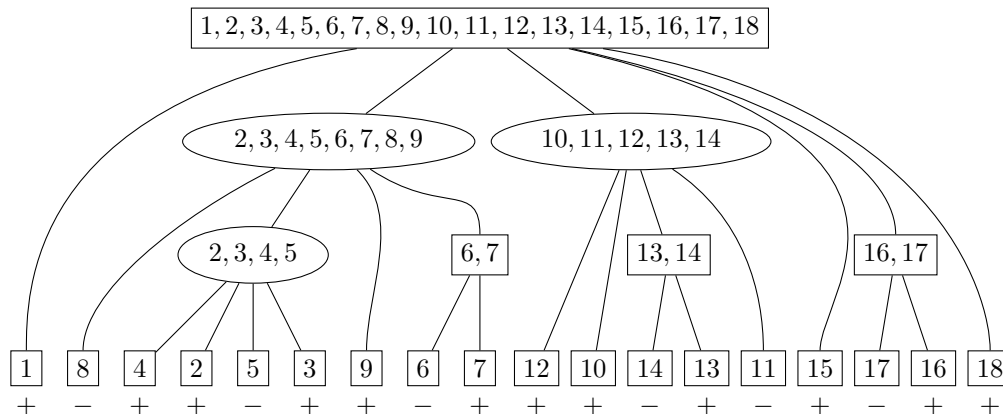 1, 2, 3, 4, 5, 6, 7, 8, 9, 10, 11, 12, 13, 14, 15, 16, 17, 18
2, 3, 4, 5, 6, 7, 8, 9 10, 11, 12, 13, 14
2, 3, 4, 5 6, 7 13, 14 16, 17
1 8 4 2 5 3 9 6 7 12 10 14 13 11 15 17 16 18
+ − + + − + + − + + + − + − + − + +